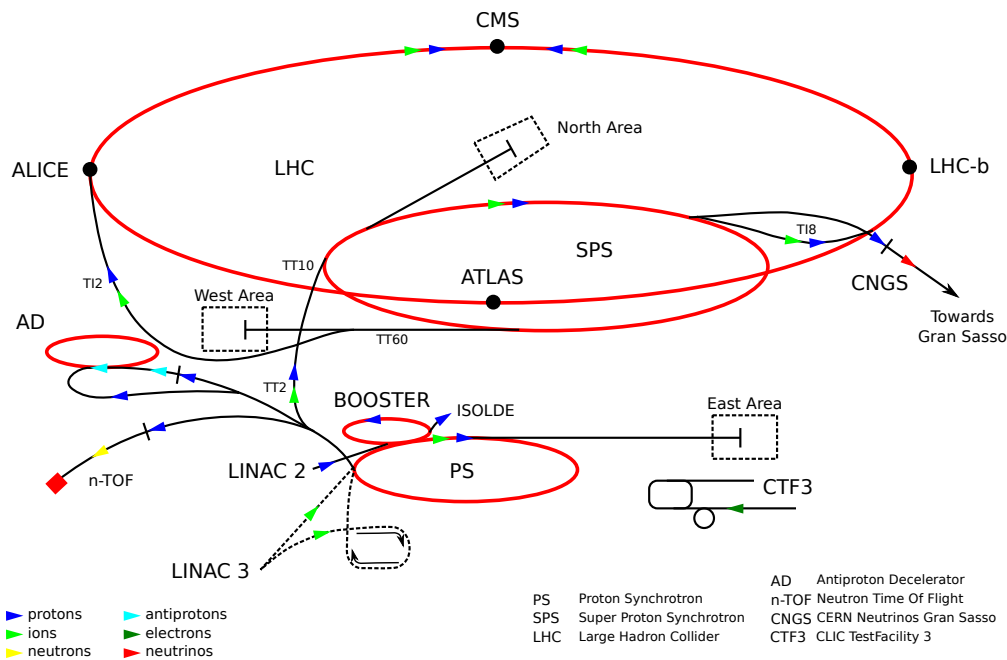 CMS
North Area
ALICE
LHC
LHC-b
TT10
SPS
TI8
TI2
West Area
ATLAS
CNGS
AD
TT60
Towards
Gran Sasso
TT2
BOOSTER
ISOLDE
East Area
LINAC 2
PS
n-TOF
CTF3
LINAC 3
protons
ions
neutrons
antiprotons
electrons
neutrinos
PS Proton Synchrotron
SPS Super Proton Synchrotron
LHC Large Hadron Collider
AD Antiproton Decelerator
n-TOF Neutron Time Of Flight
CNGS CERN Neutrinos Gran Sasso
CTF3 CLIC TestFacility 3